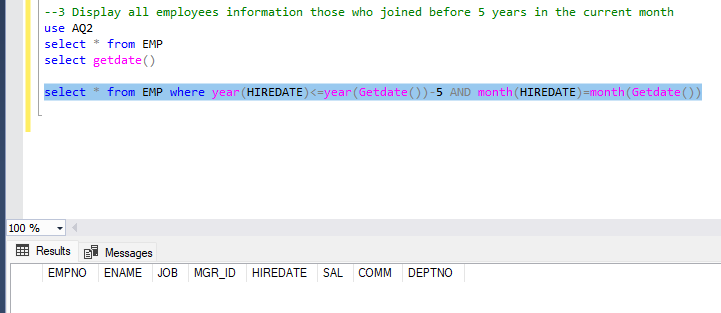 --3 Display all employees information those who joined before 5 years in the current month
use AQ2
select * from EMP
select getdate()
select * from EMP where year(HIREDATE)<=year(Getdate())-5 AND month(HIREDATE)=month(Getdate())
100 %
Results Messages
EMPNO ENAME JOB MGR_ID HIREDATE SAL COMM DEPTNO